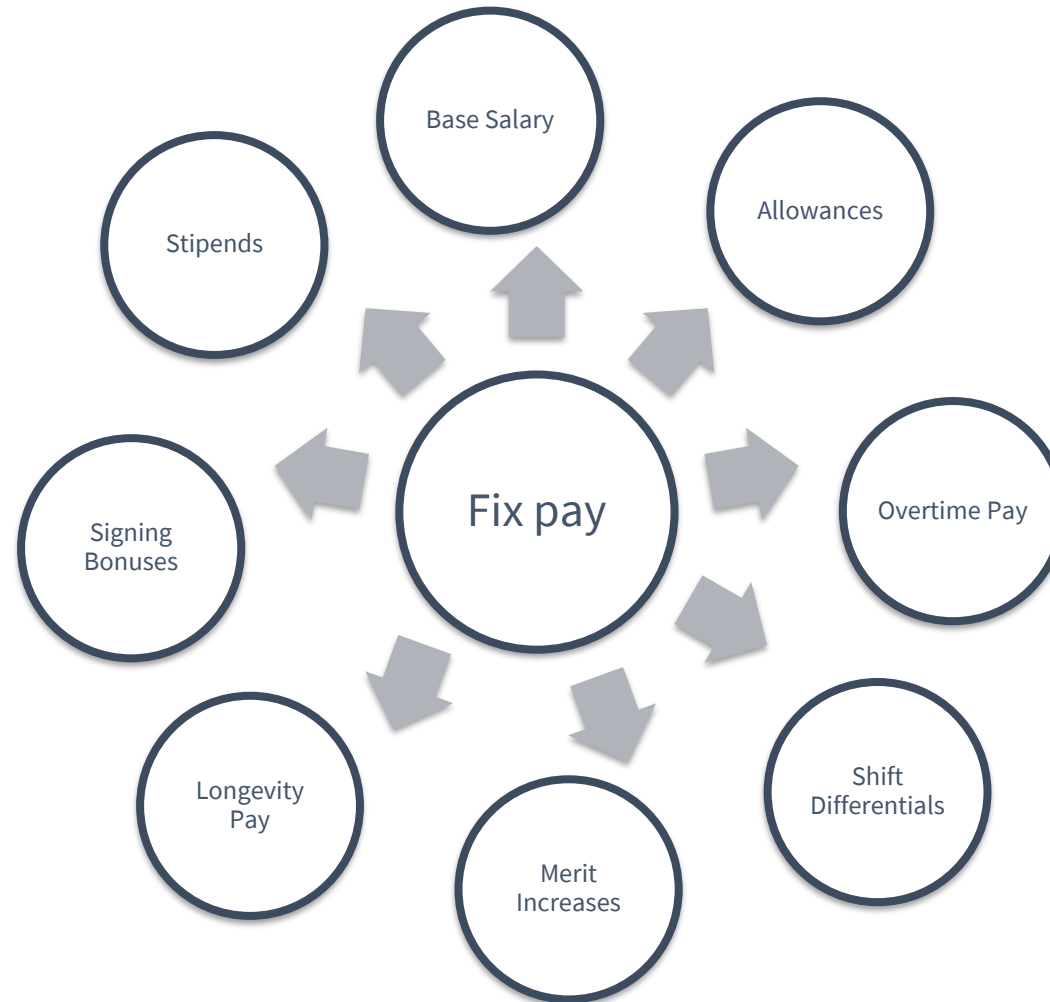 Base Salary
Allowances
Stipends
Fix pay
Overtime Pay
Signing
Bonuses
Shift
Differentials
Longevity
Pay
Merit
Increases